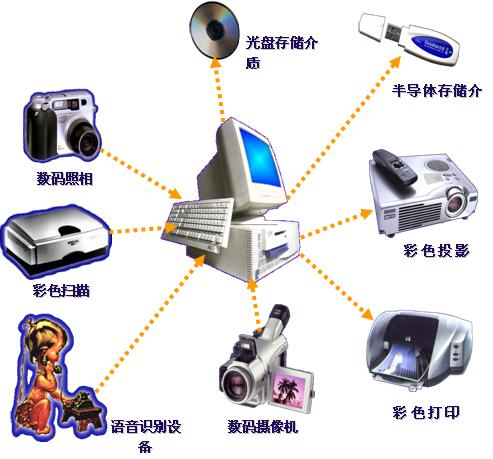 光盘存储介
质
半导体存储介
数码照相
彩色投影
彩色扫描
彩色打印
语音识别设
备
数码摄像机